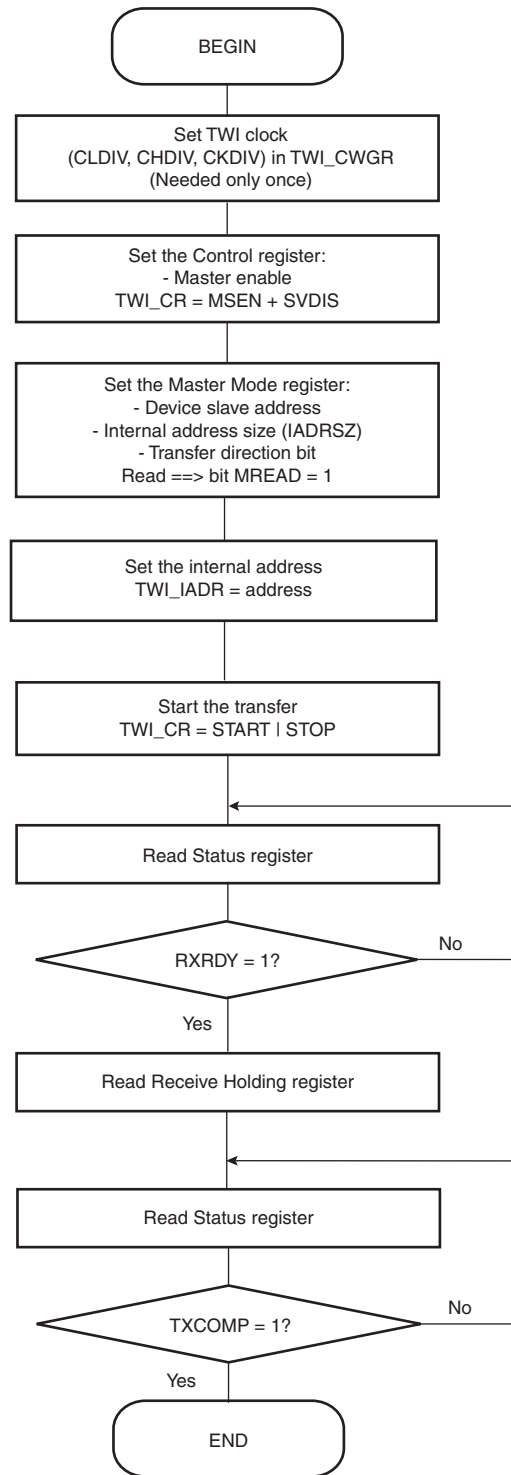 BEGIN
Set TWI clock
(CLDIV, CHDIV, CKDIV) in TWI_CWGR
(Needed only once)
Set the Control register:
- Master enable
TWI_CR = MSEN + SVDIS
Set the Master Mode register:
- Device slave address
- Internal address size (IADRSZ)
- Transfer direction bit
Read ==> bit MREAD = 1
Set the internal address
TWI_IADR = address
Start the transfer
TWI_CR = START | STOP
Read Status register
RXRDY = 1?
No
Yes
Read Receive Holding register
Read Status register
TXCOMP = 1?
No
Yes
END